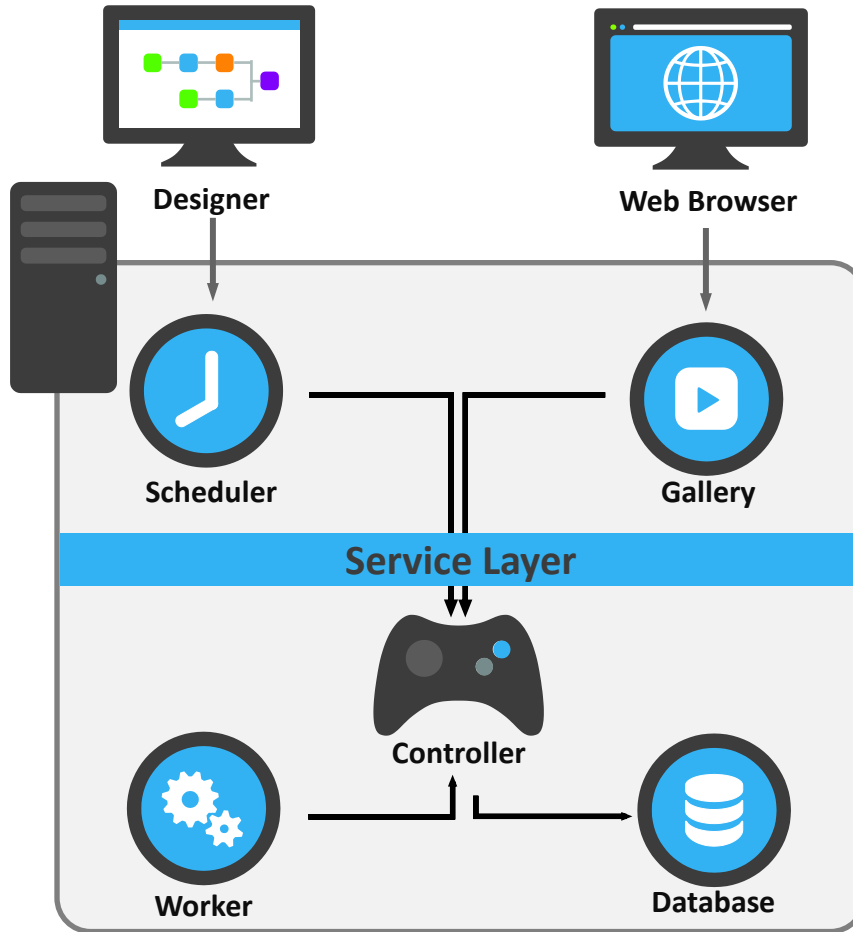 Designer
Web Browser
Scheduler
Gallery
Service Layer
Controller
Worker
Database